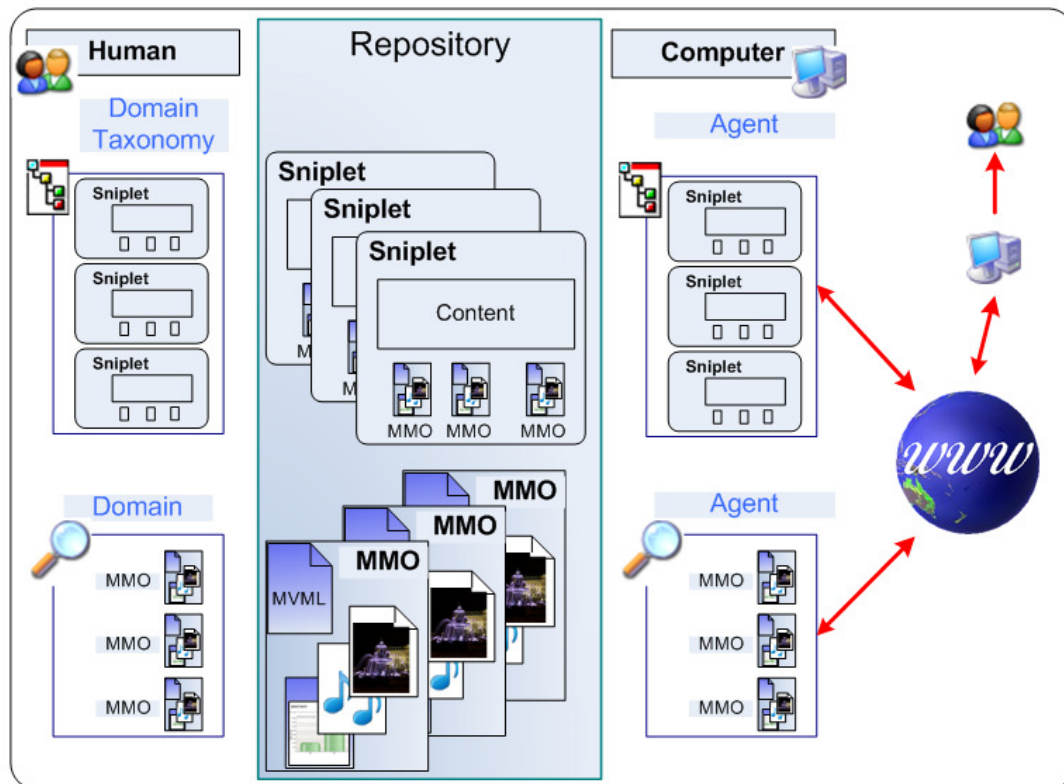 Human
Domain
Taxonomy
Sniplet
Sniplet
Sniplet
Domain
MMO
MMO
MMO
Repository
Sniplet
Sniplet
Sniplet
Content
MMO MMO MMO
MMO
MMO
MMO
MVML
Computer
Agent
Sniplet
Sniplet
Sniplet
Agent
MMO
MMO
MMO
www